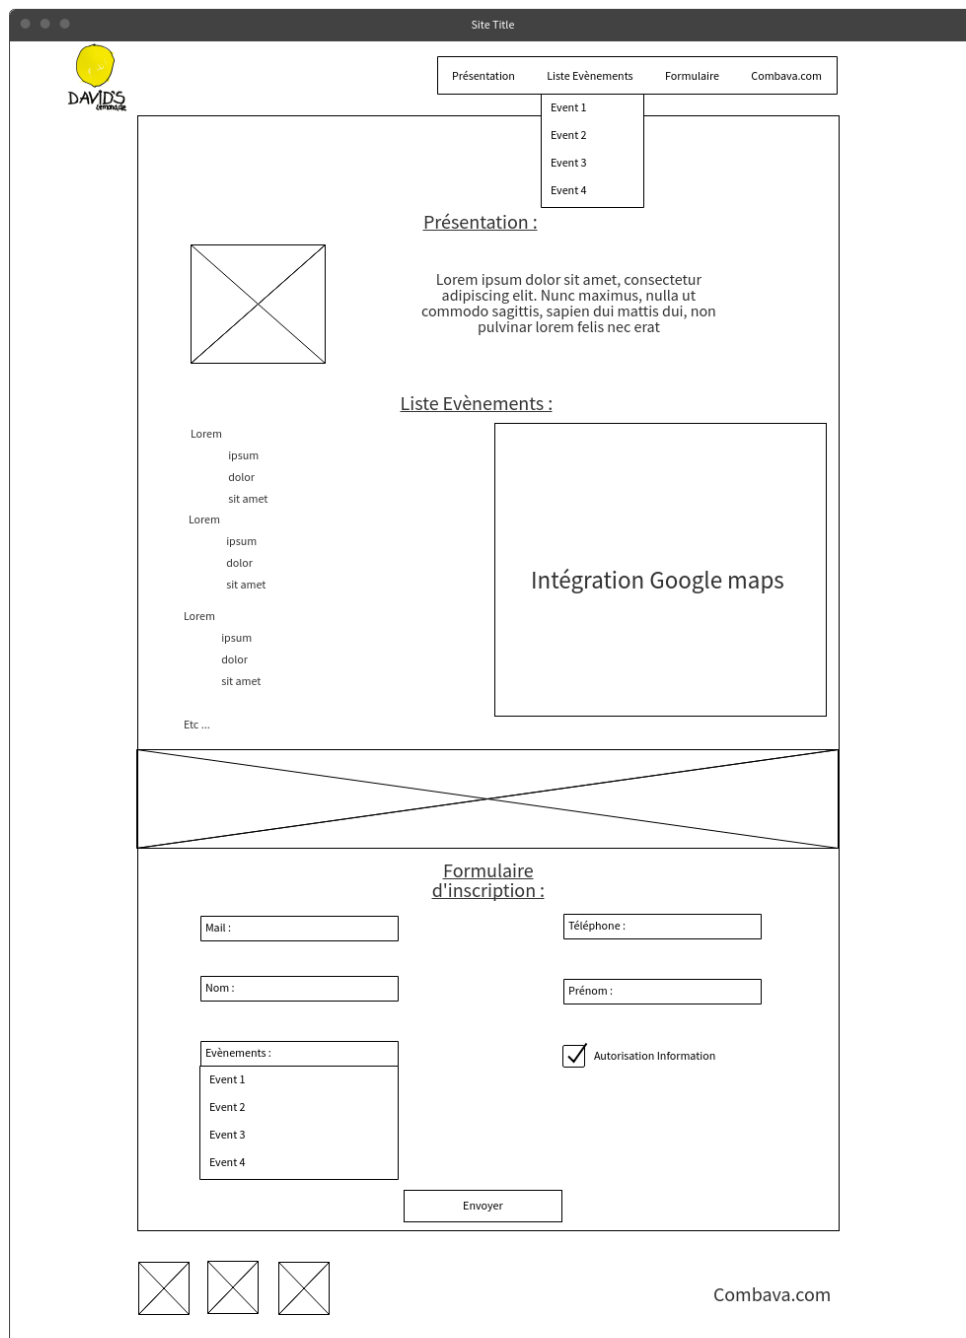 Site Title
DAVID'S
Lemonade
Présentation
Liste Evènements
Formulaire
Combava.com
Event 1
Event 2
Event 3
Event 4
Présentation :
Lorem ipsum dolor sit amet, consectetur
adipiscing elit. Nunc maximus, nulla ut
commodo sagittis, sapien dui mattis dui, non
pulvinar lorem felis nec erat
Liste Evènements :
Lorem
ipsum
dolor
sit amet
Lorem
ipsum
dolor
sit amet
Lorem
ipsum
dolor
sit amet
Etc ...
Intégration Google maps
Formulaire
d'inscription :
Mail :
Téléphone :
Nom :
Prénom :
Evènements :
Event 1
Event 2
Event 3
Event 4
Autorisation Information
Envoyer
Combava.com